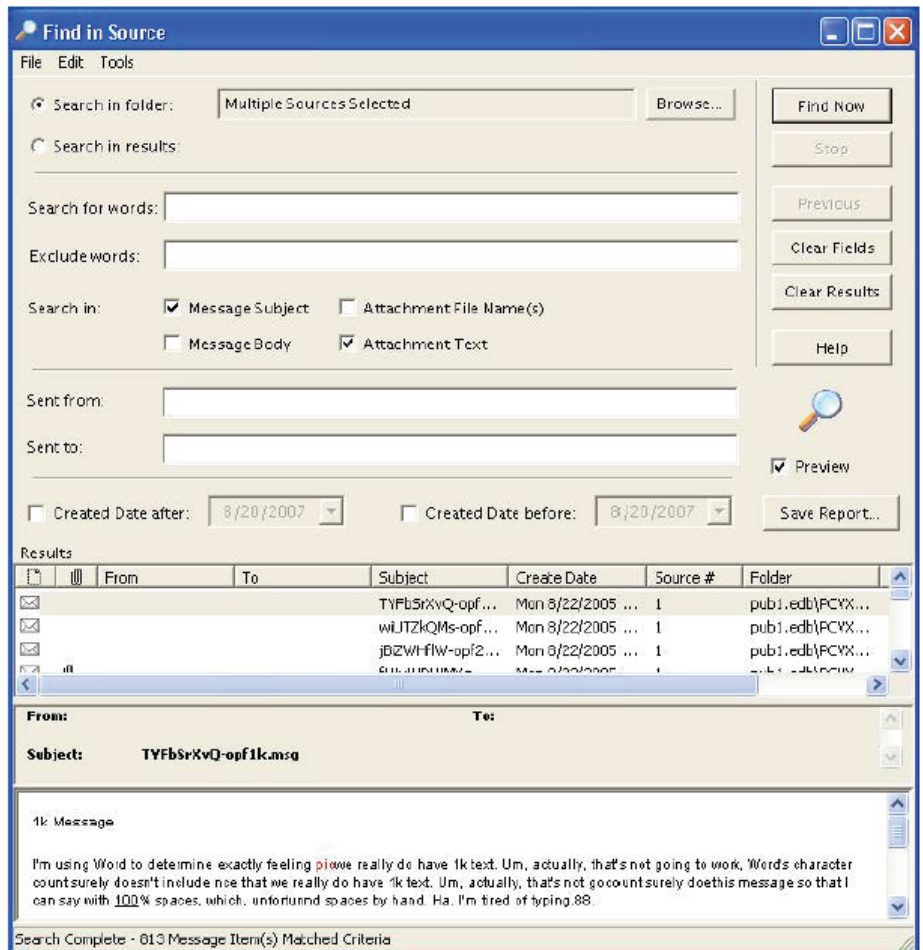 Find in Source
File Edit Tools
Search in folder: Multiple Sources Selected Browse... Find Now
Search in results: Stop
Search for words: Previous
Exclude words: Clear Fields
Clear Results
Search in: Message Subject Attachment File Name(s)
Message Body Attachment Text Help
Sent from:
Sent to:
Preview
Created Date after: 8/20/2007 Created Date before: 8/20/2007 Save Report...
Results
From To Subject Create Date Source # Folder
TYFbSrXvQ-opf... Mon 8/22/2005 ... 1 pub1.edb\PCVX...
wiLITZkQMs-opf... Mon 8/22/2005 ... 1 pub1.edb\PCVX...
jBZWHflW-opf2... Mon 8/22/2005 ... 1 pub1.edb\PCVX...
From: To:
Subject: TYFbSrXvQ-opf1k.msg
1k Message
I'm using Word to determine exactly feeling piowe really do have 1k text. Um, actually, that's not going to work, Words character
count surely doesn't include nce that we really do have 1k text. Um, actually, that's not gocount surely doethis message so that I
can say with 100% spaces, which, unfortunmd spaces by hand. Ha. I'm tired of typing.88.
Search Complete - 813 Message Item(s) Matched Criteria